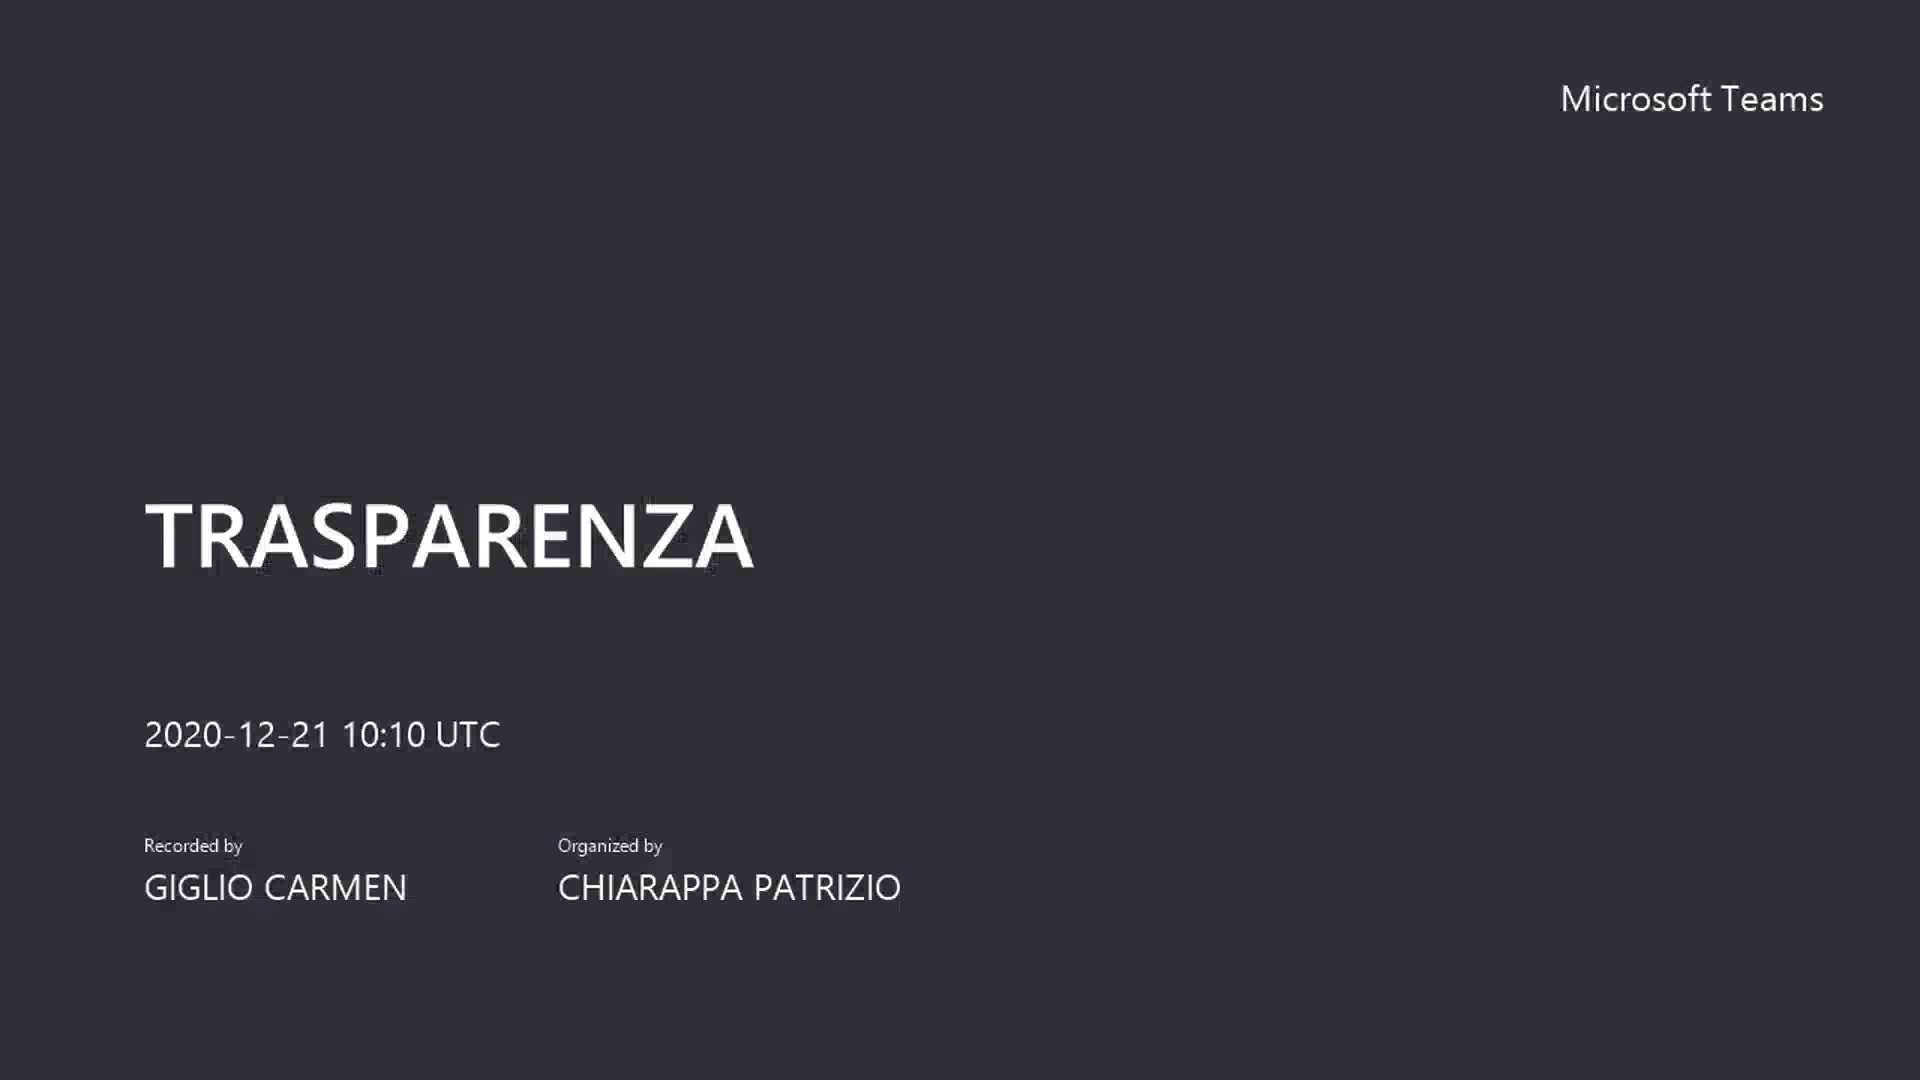 Microsoft Teams
TRASPARENZA
2020-12-21 10:10 UTC
Recorded by
GIGLIO CARMEN
Organized by
CHIARAPPA PATRIZIO